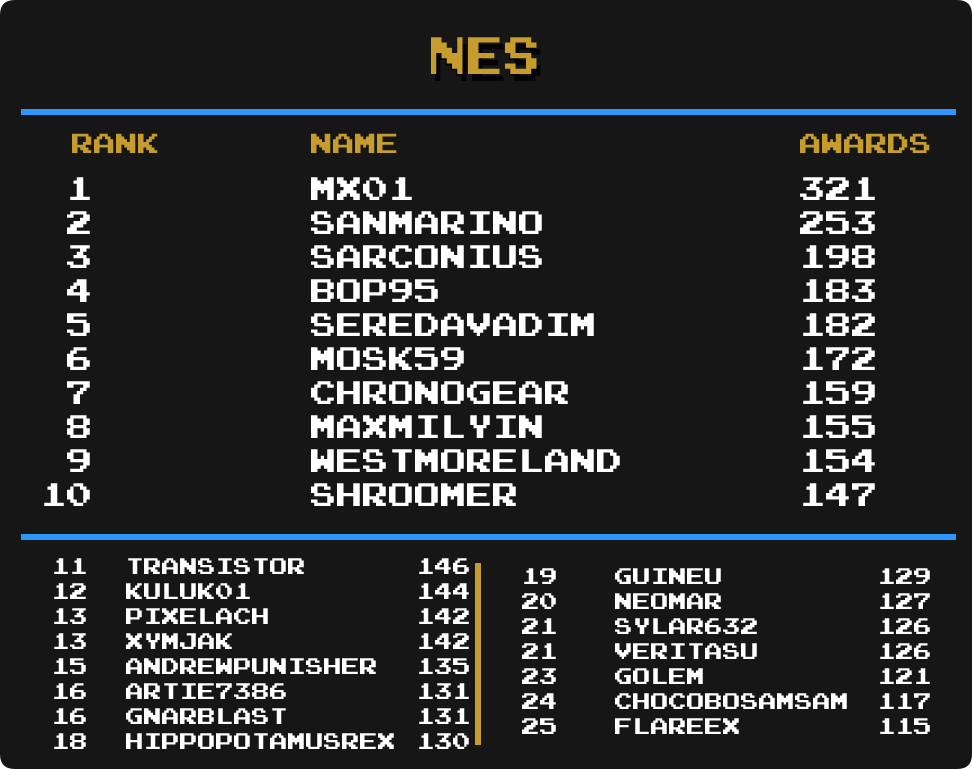 NES
RANK NAME AWARDS
1 MX01 321
2 SANMARINO 253
3 SARCONIUS 198
4 BOP95 183
5 SEREDAVADIM 182
6 MOSK59 172
7 CHRONOGEAR 159
8 MAXMILYIN 155
9 WESTMORELAND 154
10 SHROOMER 147
11 TRANSISTOR 146
12 KULUK01 144
13 PIXELACH 142
13 XYMJAK 142
15 ANDREWPUNISHER 135
16 ARTIE7386 131
16 GNARBLAST 131
18 HIPPOPOTAMUSREX 130
19 GUINEU 129
20 NEOMAR 127
21 SYLAR632 126
21 VERITASU 126
23 GOLEM 121
24 CHOCOBOSAMSAM 117
25 FLAREEX 115